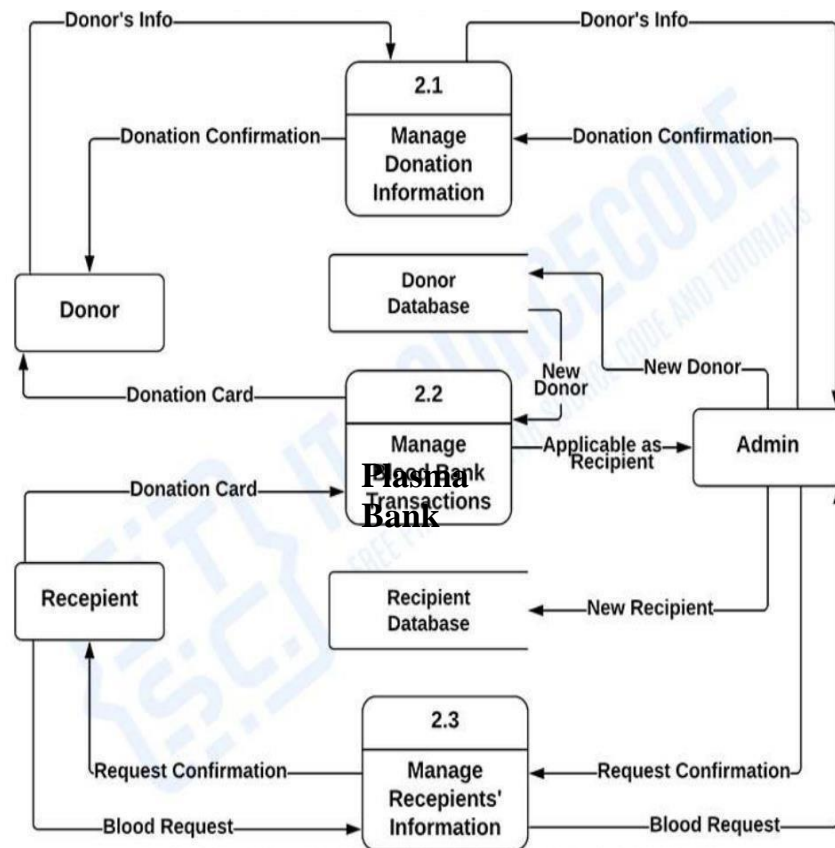 Donor's Info
Donor's Info
2.1
Manage
Donation
Information
Donation Confirmation
Donation Confirmation
Donor
Donor
Database
New
Donor
New Donor
Donation Card
2.2
Manage
Blood Bank
Transactions
Plasma
Bank
Applicable as
Recipient
Admin
Donation Card
Recepient
Recipient
Database
New Recipient
2.3
Manage
Recepients'
Information
Request Confirmation
Request Confirmation
Blood Request
Blood Request